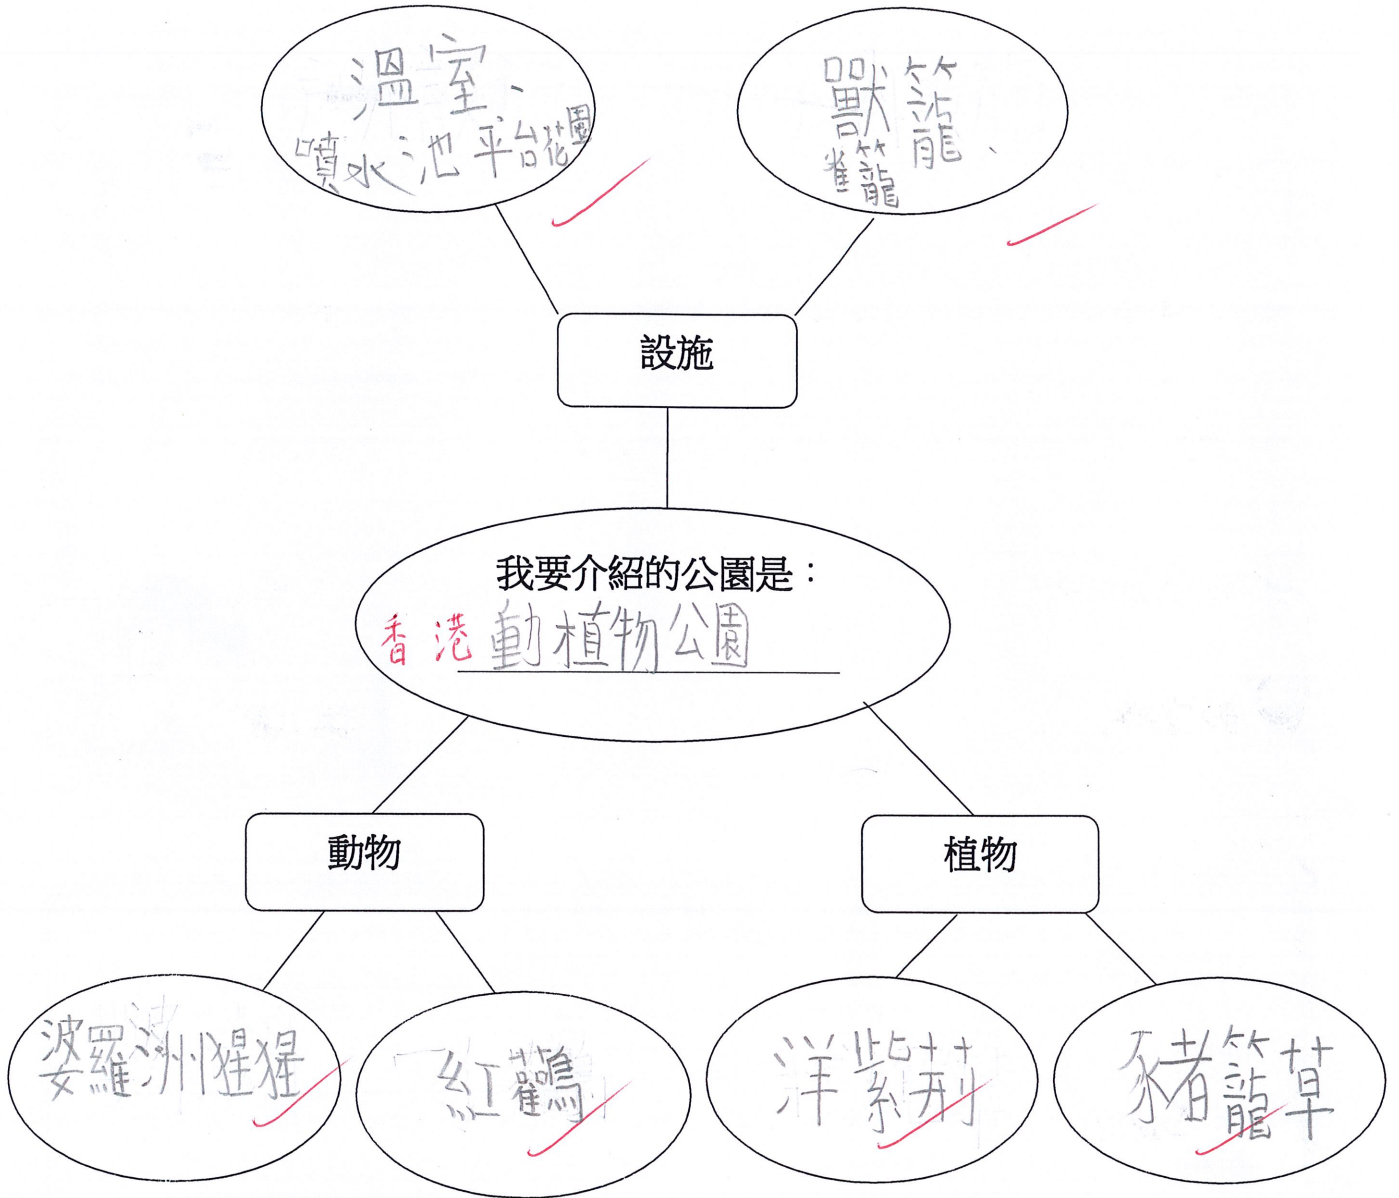 溫室、
噴水池平台花園
獸籠、
雀籠
設施
我要介紹的公園是：
香港動植物公園
動物
植物
婆羅洲猩猩
紅鸛
洋紫荊
豬籠草